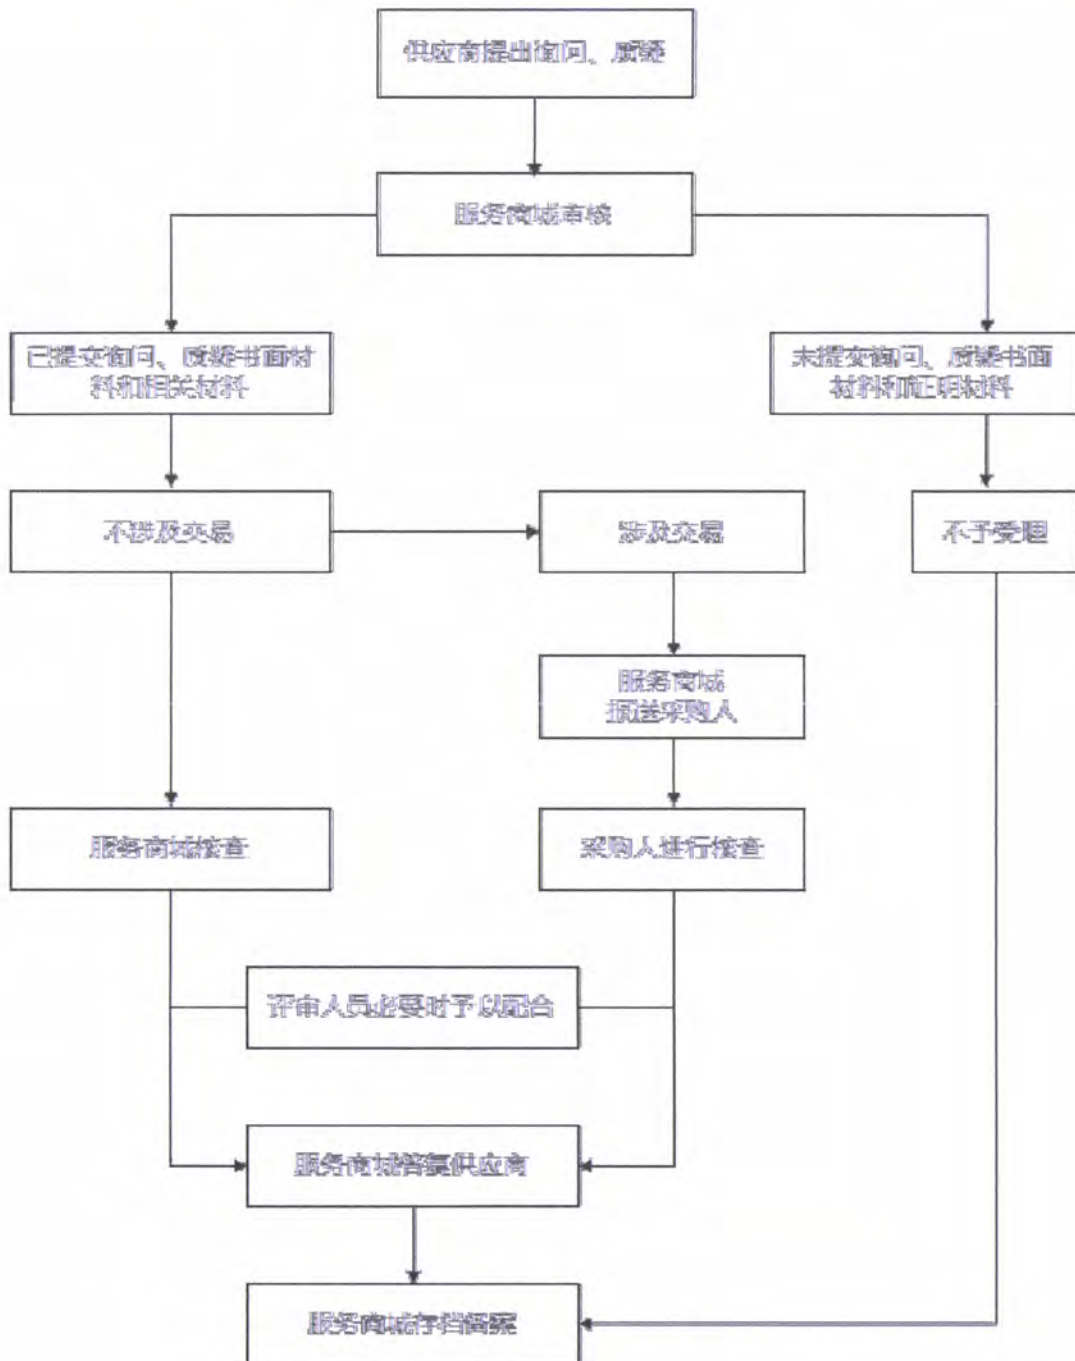 供应商提出询问、质疑
服务商城审核
已提交询问、质疑书面材
料和相关材料
未提交询问、质疑书面
材料和证明材料
不涉及交易
涉及交易
不予受理
服务商城
报送采购人
服务商城核查
采购人进行核查
评审人员必要时予以配合
服务商城答复供应商
服务商城存档备案